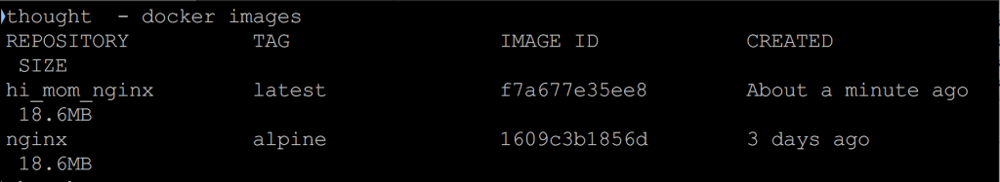 thought - docker images
REPOSITORY TAG IMAGE ID CREATED
SIZE
hi_mom_nginx latest f7a677e35ee8 About a minute ago
18.6MB
nginx alpine 1609c3b1856d 3 days ago
18.6MB